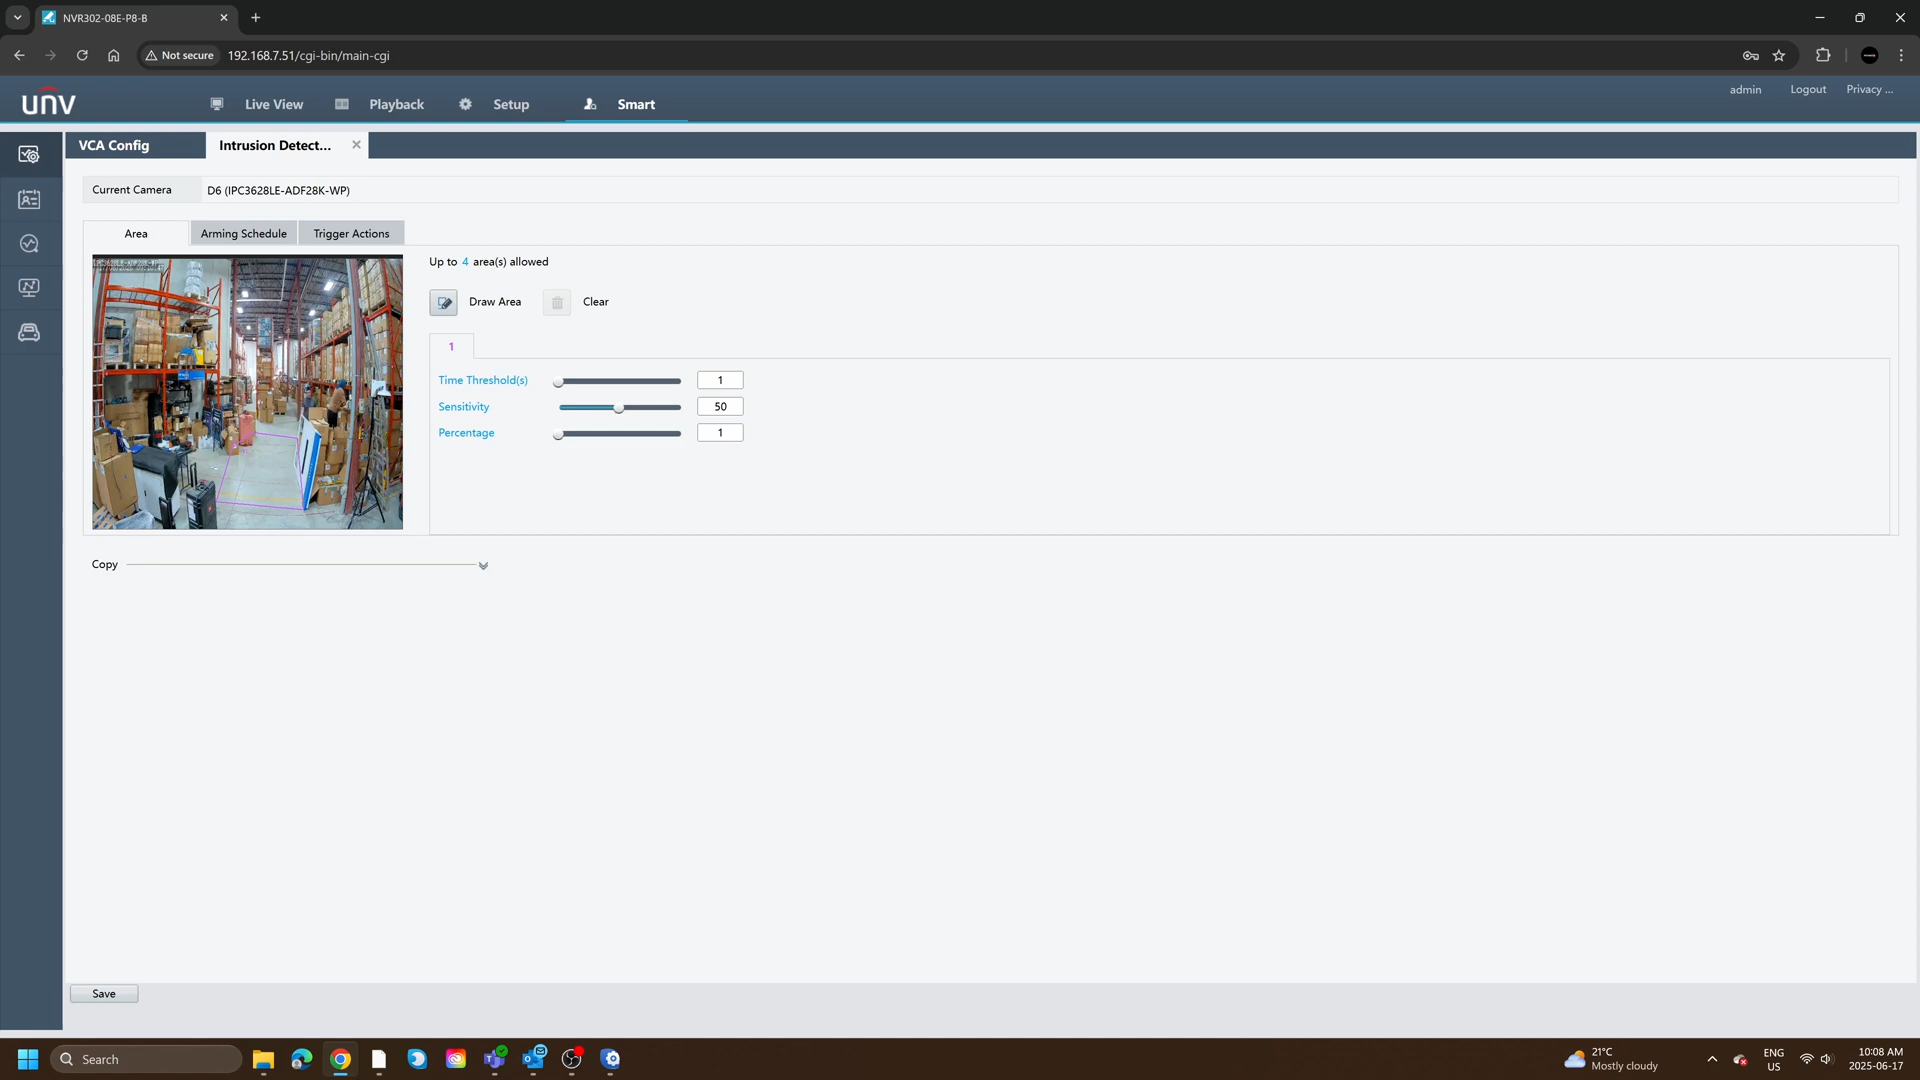 NVR302-08E-P8-B
Not secure
192.168.7.51/cgi-bin/main-cgi
unv
Live View
Playback
Setup
Smart
admin
Logout
Privacy ...
VCA Config
Intrusion Detect...
Current Camera
D6 (IPC3628LE-ADF28K-WP)
Area
Arming Schedule
Trigger Actions
Up to 4 area(s) allowed
Draw Area
Clear
1
Time Threshold(s)
1
Sensitivity
50
Percentage
1
Copy
Save
Search
21°C
Mostly cloudy
ENG
US
10:08 AM
2025-06-17